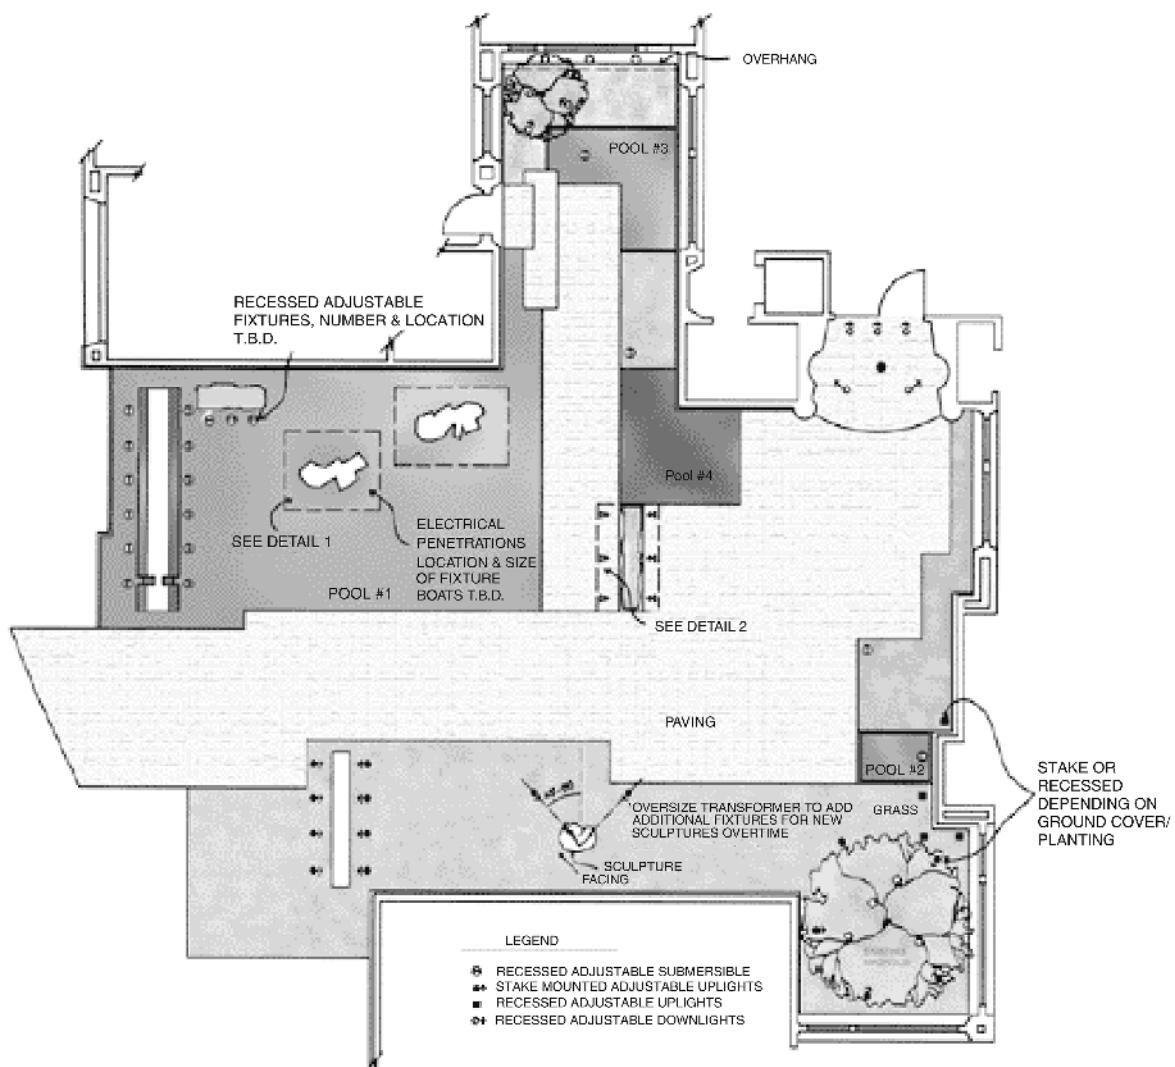 OVERHANG
POOL #3
RECESSED ADJUSTABLE
FIXTURES, NUMBER & LOCATION
T.B.D.
Pool #4
SEE DETAIL 1
ELECTRICAL
PENETRATIONS
LOCATION & SIZE
OF FIXTURE
BOATS T.B.D.
POOL #1
SEE DETAIL 2
PAVING
POOL #2
GRASS
STAKE OR
RECESSED
DEPENDING ON
GROUND COVER/
PLANTING
OVERSIZE TRANSFORMER TO ADD
ADDITIONAL FIXTURES FOR NEW
SCULPTURES OVERTIME
SCULPTURE
FACING
LEGEND
RECESSED ADJUSTABLE SUBMERSIBLE
STAKE MOUNTED ADJUSTABLE UPLIGHTS
RECESSED ADJUSTABLE UPLIGHTS
RECESSED ADJUSTABLE DOWNLIGHTS